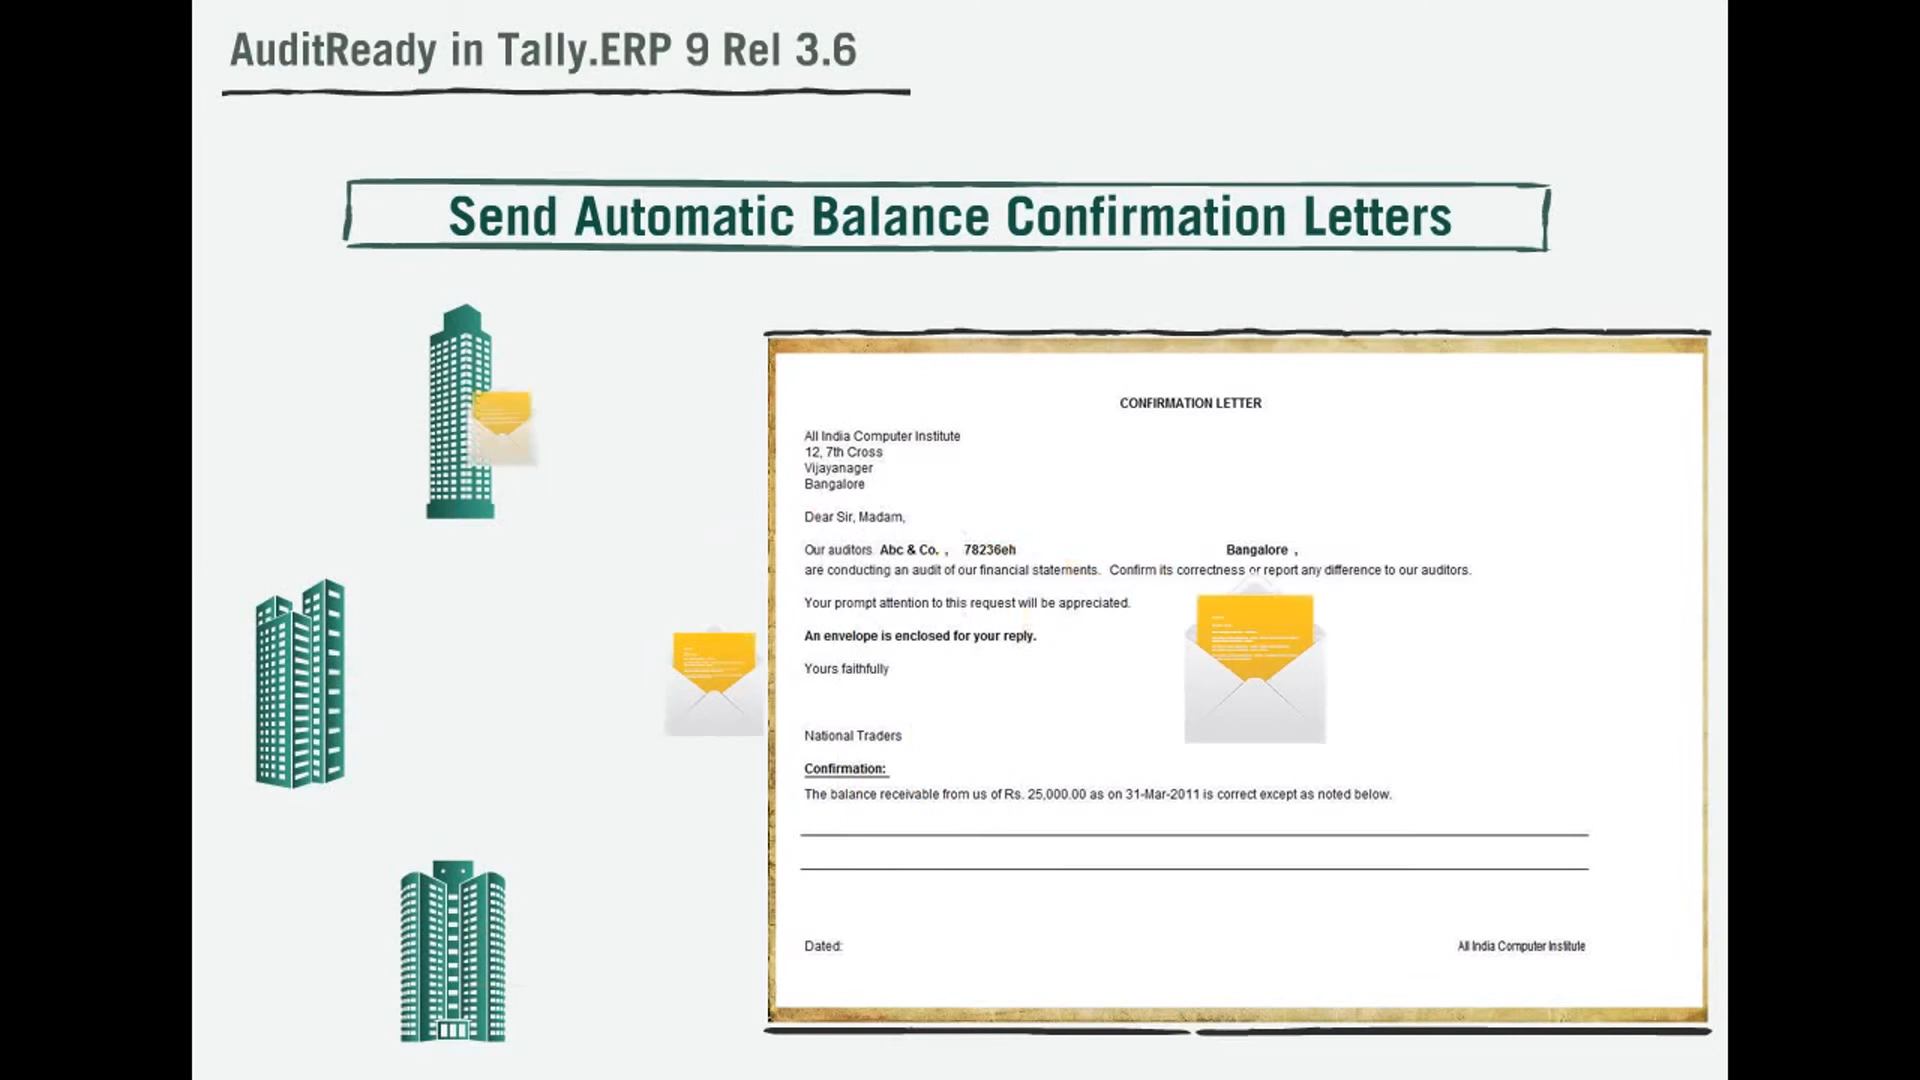 AuditReady in Tally.ERP 9 Rel 3.6
Send Automatic Balance Confirmation Letters
CONFIRMATION LETTER
All India Computer Institute
12, 7th Cross
Vijayanager
Bangalore
Dear Sir, Madam,
Our auditors Abc & Co. , 78236eh Bangalore ,
are conducting an audit of our financial statements. Confirm its correctness or report any difference to our auditors.
Your prompt attention to this request will be appreciated.
An envelope is enclosed for your reply.
Yours faithfully
National Traders
Confirmation:
The balance receivable from us of Rs. 25,000.00 as on 31-Mar-2011 is correct except as noted below.
Dated: All India Computer Institute